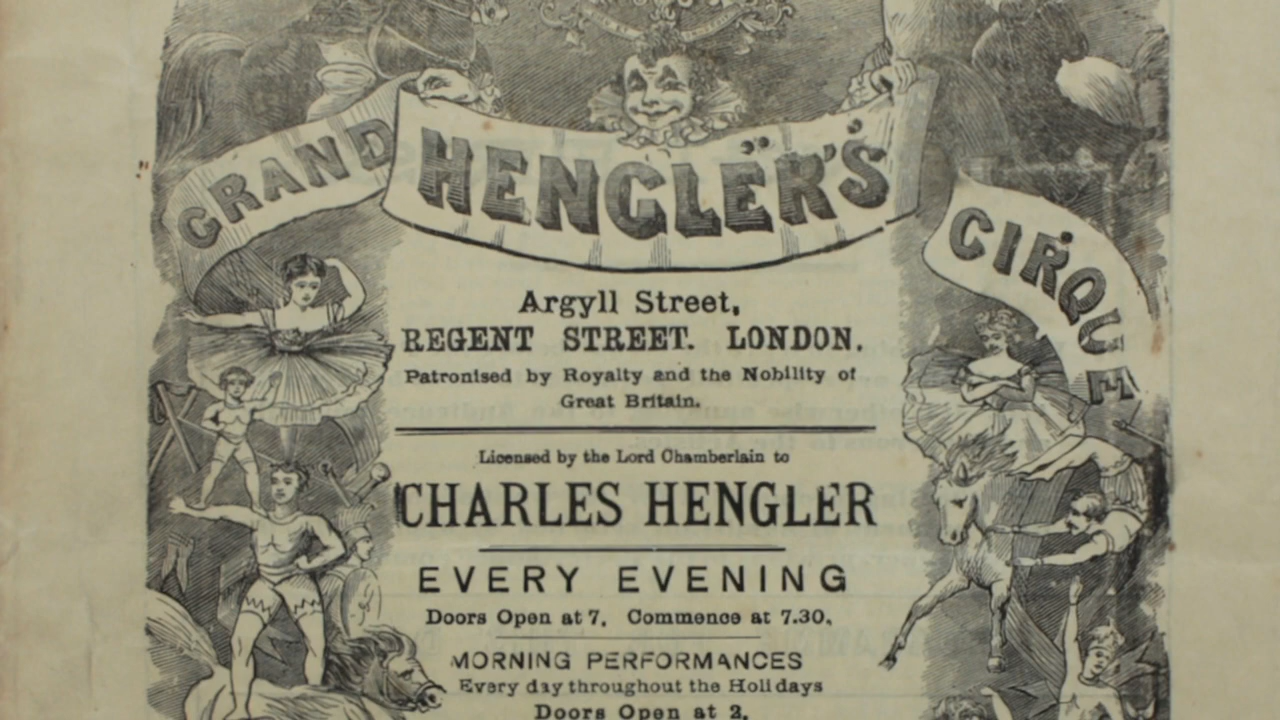 GRAND HENGLER'S CIRQUE
Argyll Street,
REGENT STREET. LONDON.
Patronised by Royalty and the Nobility of
Great Britain.
Licensed by the Lord Chamberlain to
CHARLES HENGLER
EVERY EVENING
Doors Open at 7, Commence at 7.30,
MORNING PERFORMANCES
Every day throughout the Holidays
Doors Open at 2,